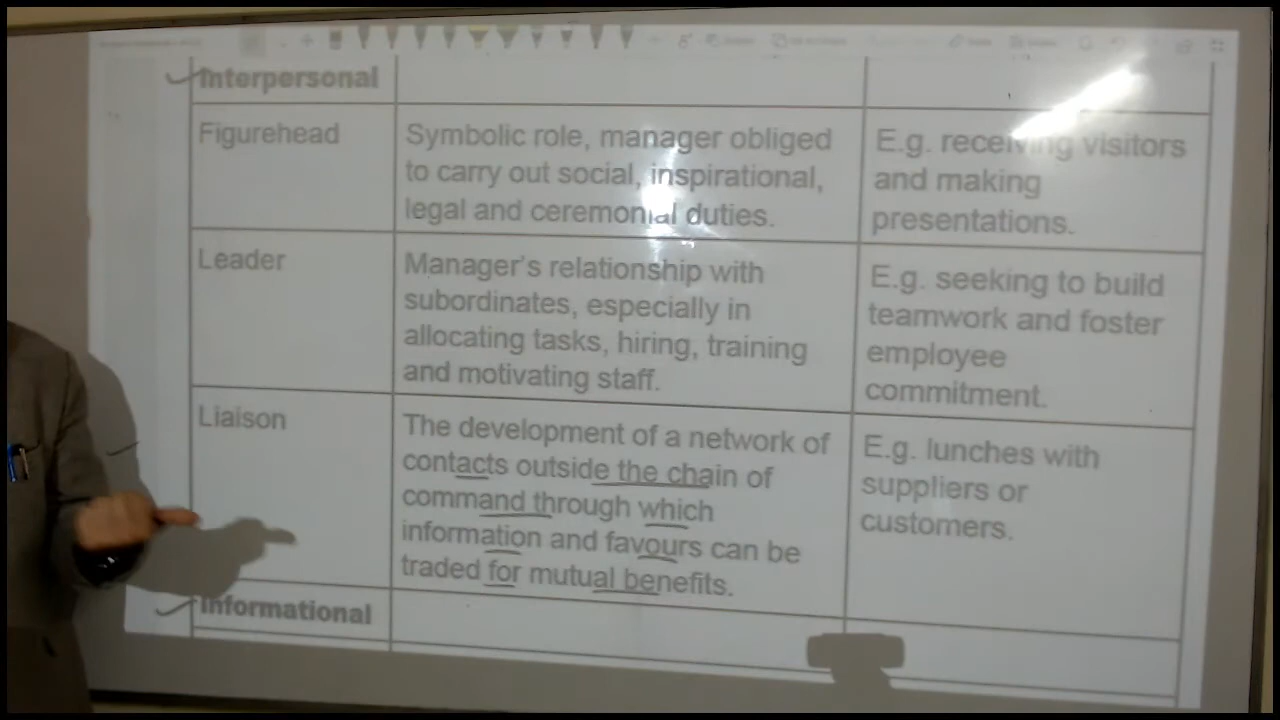 Interpersonal
Figurehead
Symbolic role, manager obliged
to carry out social, inspirational,
legal and ceremonial duties.
E.g. receiving visitors
and making
presentations.
Leader
Manager's relationship with
subordinates, especially in
allocating tasks, hiring, training
and motivating staff.
E.g. seeking to build
teamwork and foster
employee
commitment.
Liaison
The development of a network of
contacts outside the chain of
command through which
information and favours can be
traded for mutual benefits.
E.g. lunches with
suppliers or
customers.
Informational